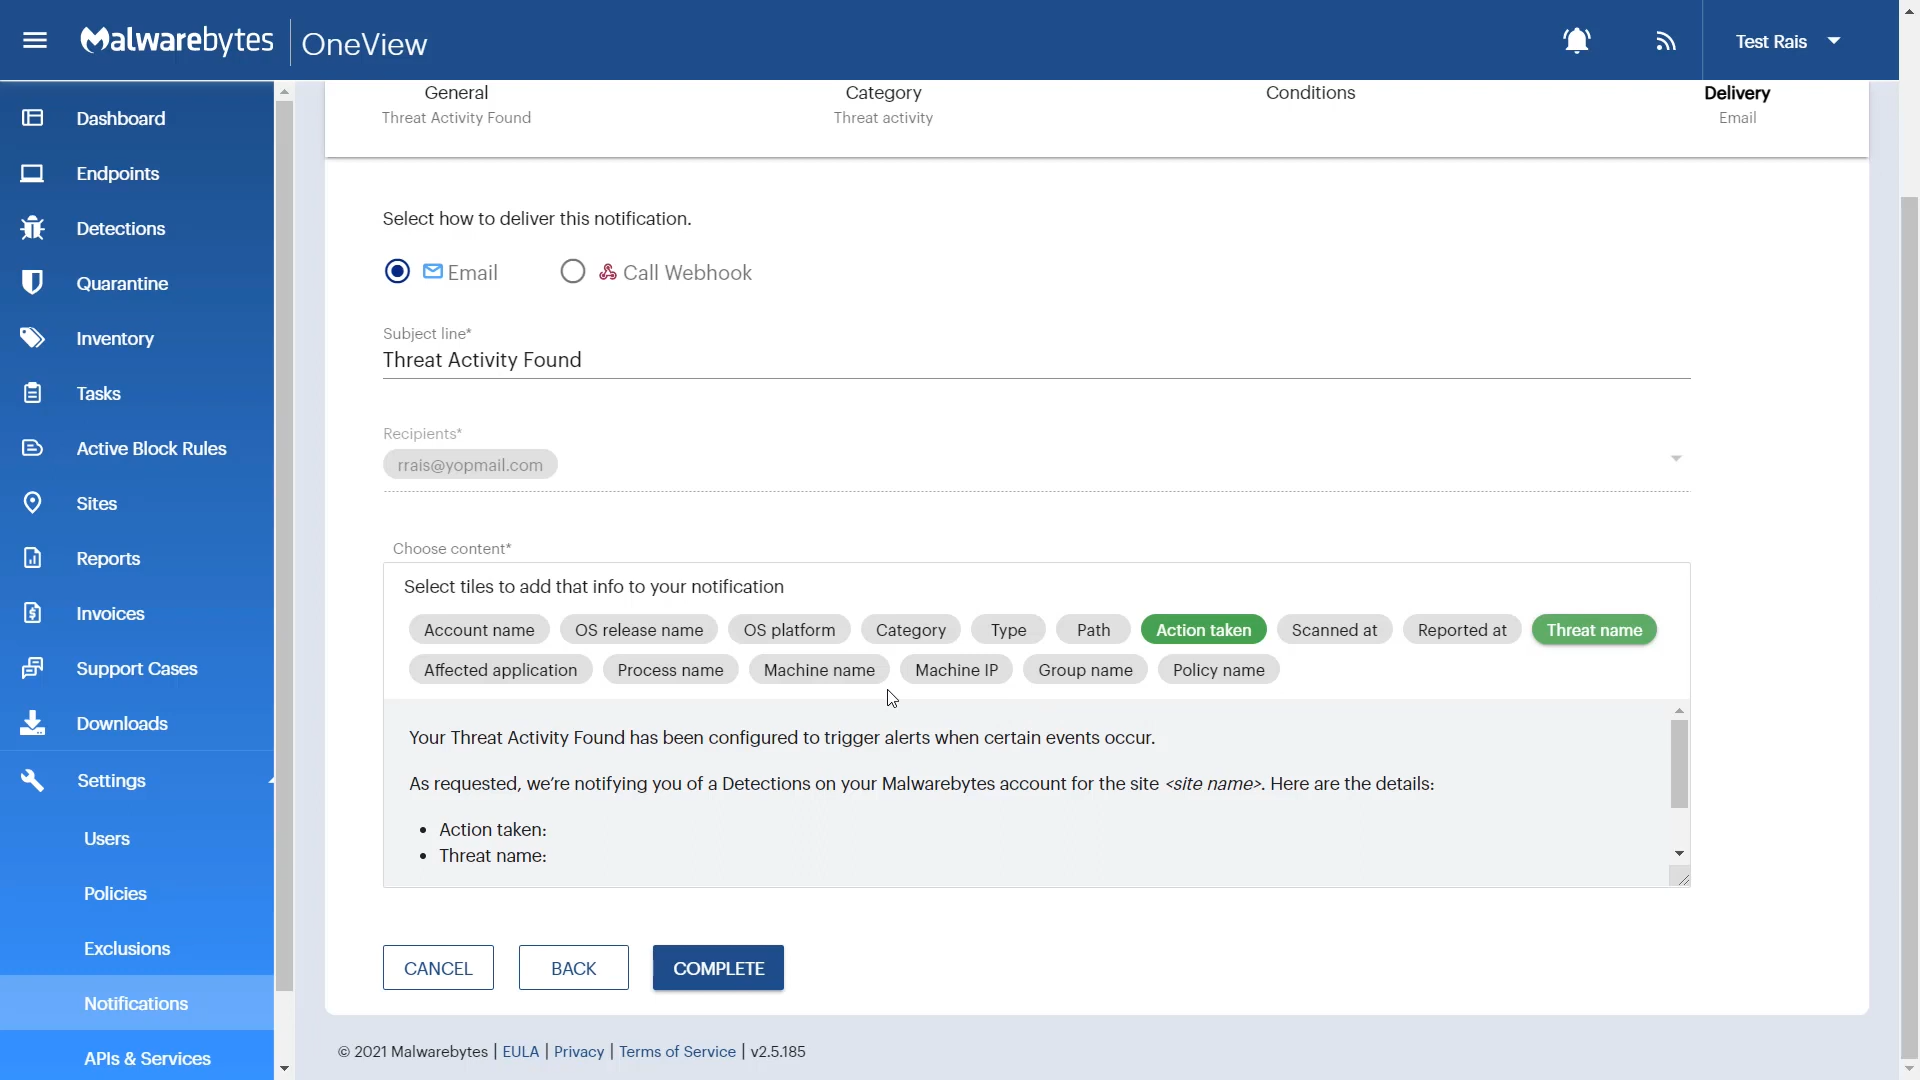 Malwarebytes OneView
Test Rais
Dashboard
Endpoints
Detections
Quarantine
Inventory
Tasks
Active Block Rules
Sites
Reports
Invoices
Support Cases
Downloads
Settings
Users
Policies
Exclusions
Notifications
APIs & Services
General Category Conditions Delivery
Threat Activity Found Threat activity Email
Select how to deliver this notification.
Email Call Webhook
Subject line*
Threat Activity Found
Recipients*
rrais@yopmail.com
Choose content*
Select tiles to add that info to your notification
Account name OS release name OS platform Category Type Path Action taken Scanned at Reported at Threat name
Affected application Process name Machine name Machine IP Group name Policy name
Your Threat Activity Found has been configured to trigger alerts when certain events occur.
As requested, we're notifying you of a Detections on your Malwarebytes account for the site <site name>. Here are the details:
• Action taken:
• Threat name:
CANCEL BACK COMPLETE
© 2021 Malwarebytes | EULA | Privacy | Terms of Service | v2.5.185